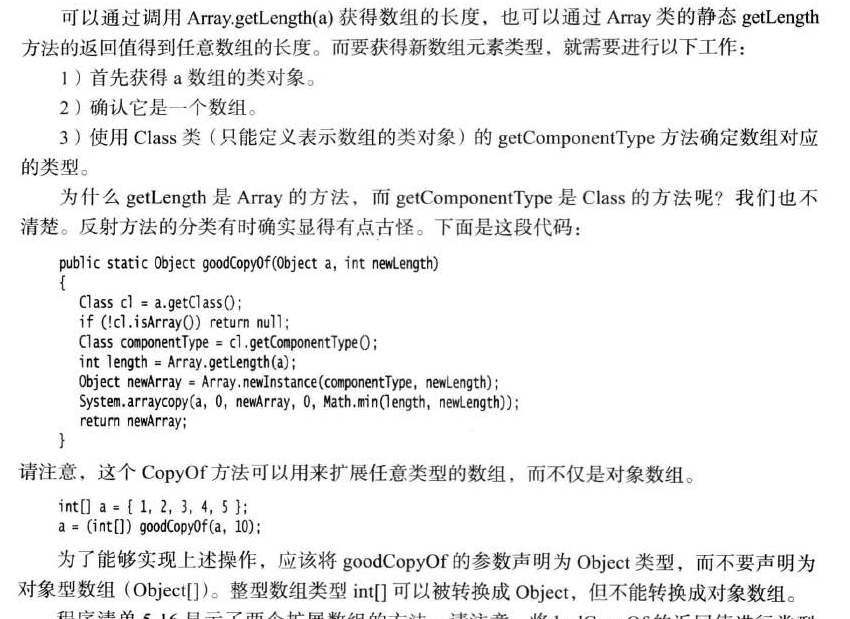 可以通过调用 Array.getLength(a) 获得数组的长度，也可以通过 Array 类的静态 getLength
方法的返回值得到任意数组的长度。而要获得新数组元素类型，就需要进行以下工作：
1）首先获得 a 数组的类对象。
2）确认它是一个数组。
3）使用 Class 类（只能定义表示数组的类对象）的 getComponentType 方法确定数组对应
的类型。
为什么 getLength 是 Array 的方法，而 getComponentType 是 Class 的方法呢？我们也不
清楚。反射方法的分类有时确实显得有点古怪。下面是这段代码：
public static Object goodCopyOf(Object a, int newLength)
{
Class cl = a.getClass();
if (!cl.isArray()) return null;
Class componentType = cl.getComponentType();
int length = Array.getLength(a);
Object newArray = Array.newInstance(componentType, newLength);
System.arraycopy(a, 0, newArray, 0, Math.min(length, newLength));
return newArray;
}
请注意，这个 CopyOf 方法可以用来扩展任意类型的数组，而不仅是对象数组。
int[] a = { 1, 2, 3, 4, 5 };
a = (int[]) goodCopyOf(a, 10);
为了能够实现上述操作，应该将 goodCopyOf 的参数声明为 Object 类型，而不要声明为
对象型数组（Object[]）。整型数组类型 int[] 可以被转换成 Object，但不能转换成对象数组。